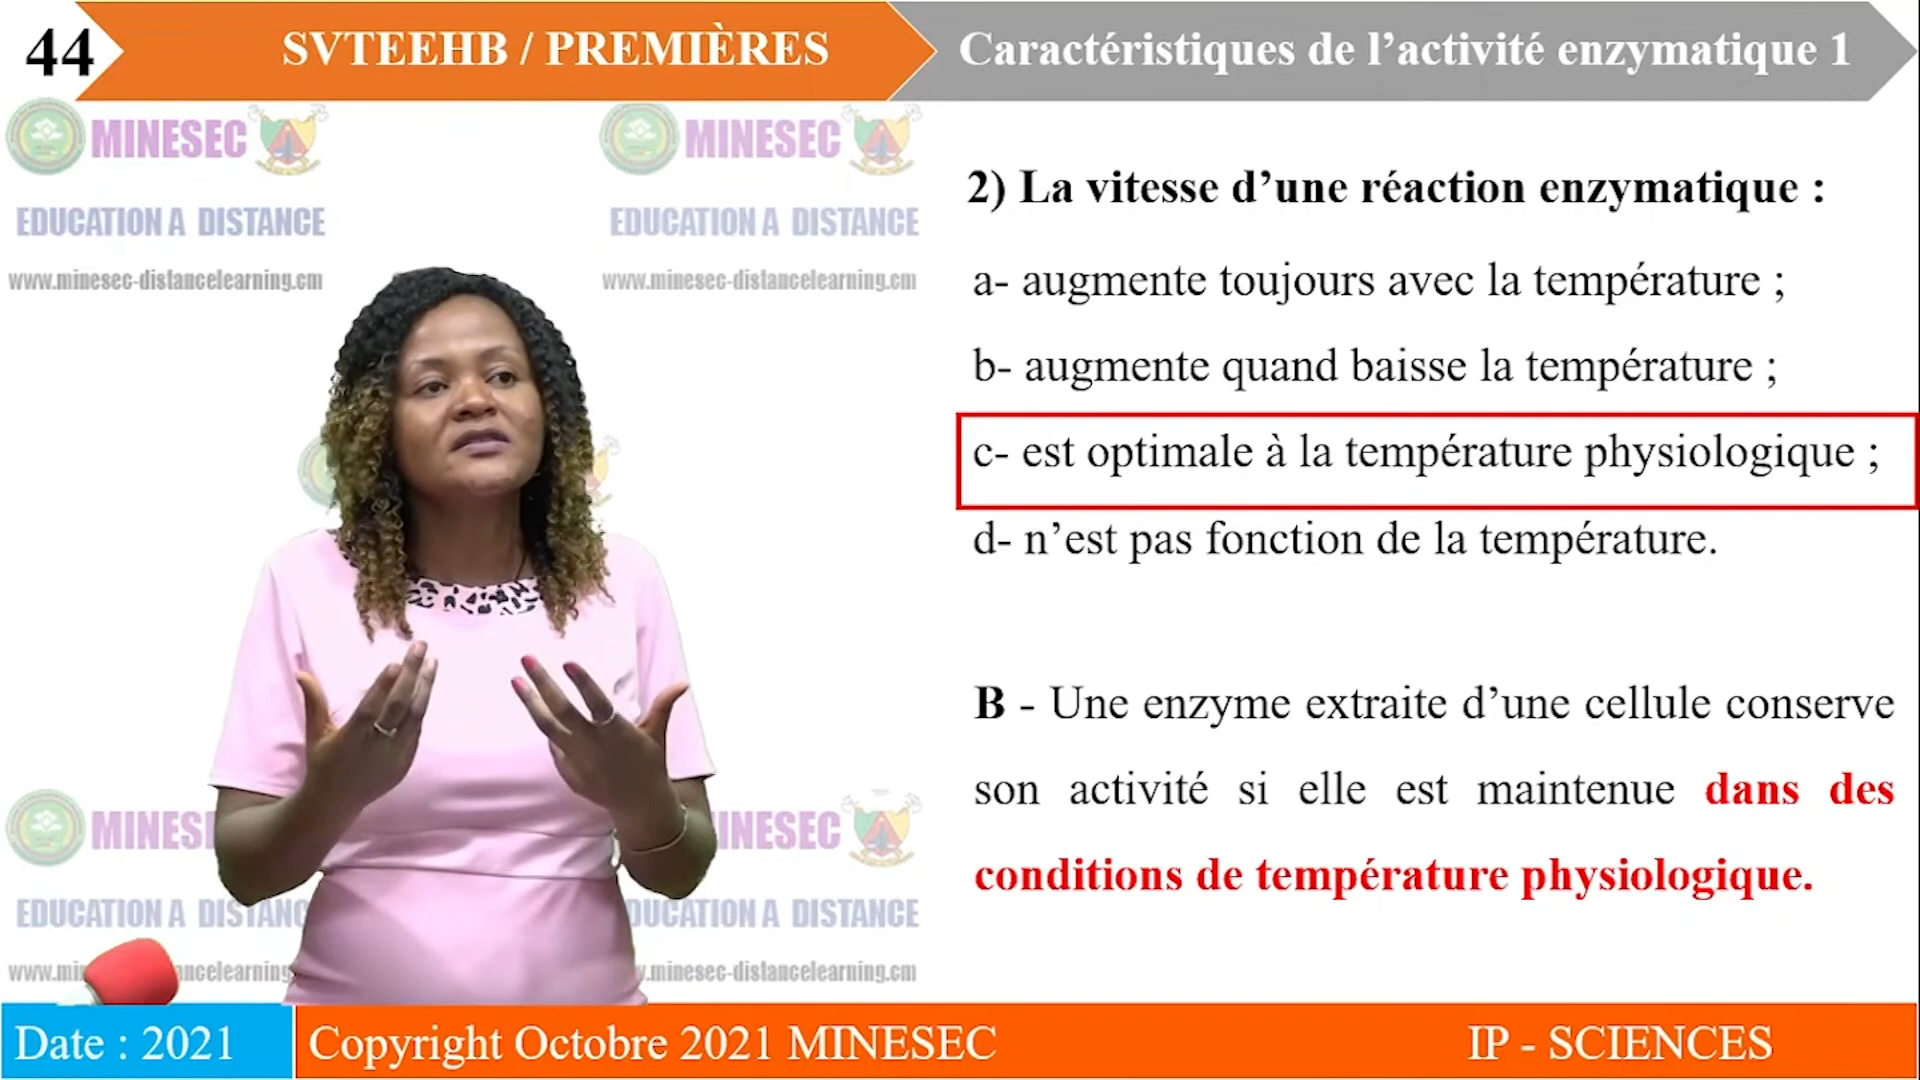 44
SVTEEHB / PREMIÈRES
Caractéristiques de l’activité enzymatique 1
MINESEC
EDUCATION A DISTANCE
www.minesec-distancelearning.cm
MINESEC
EDUCATION A DISTANCE
www.minesec-distancelearning.cm
2) La vitesse d’une réaction enzymatique :
a- augmente toujours avec la température ;
b- augmente quand baisse la température ;
c- est optimale à la température physiologique ;
d- n’est pas fonction de la température.
B - Une enzyme extraite d’une cellule conserve
son activité si elle est maintenue dans des
conditions de température physiologique.
EDUCATION A
DISTANCE
Date : 2021
Copyright Octobre 2021 MINESEC
IP - SCIENCES